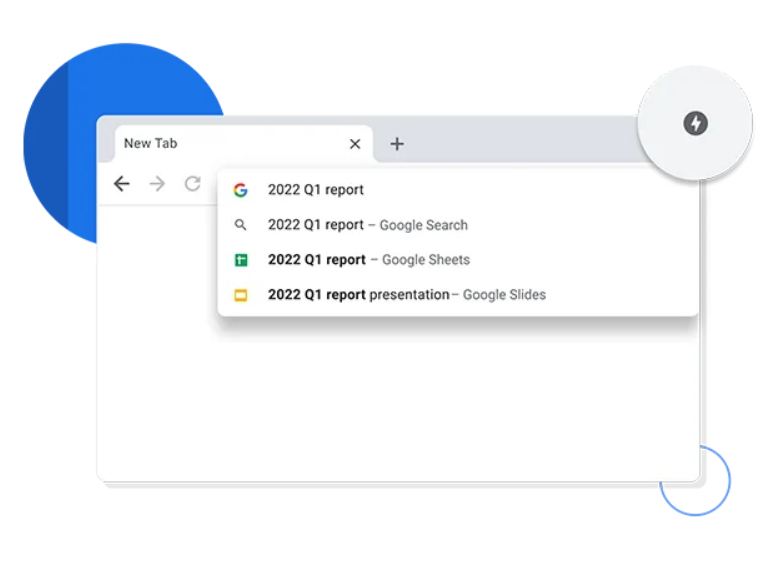 New Tab
2022 Q1 report
2022 Q1 report – Google Search
2022 Q1 report – Google Sheets
2022 Q1 report presentation– Google Slides